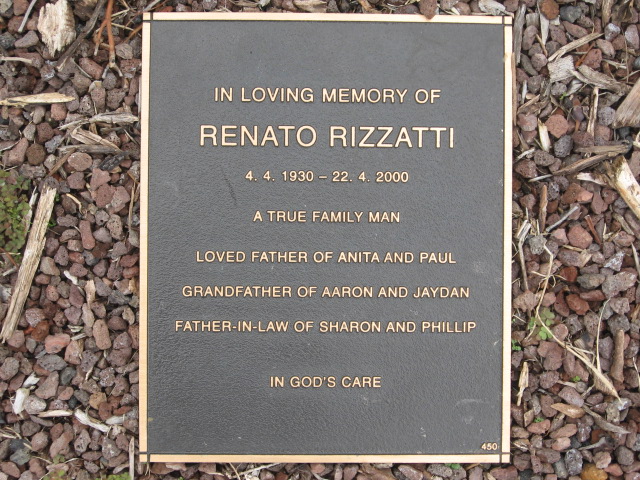 IN LOVING MEMORY OF
RENATO RIZZATTI
4. 4. 1930 – 22. 4. 2000
A TRUE FAMILY MAN
LOVED FATHER OF ANITA AND PAUL
GRANDFATHER OF AARON AND JAYDAN
FATHER-IN-LAW OF SHARON AND PHILLIP
IN GOD'S CARE
450